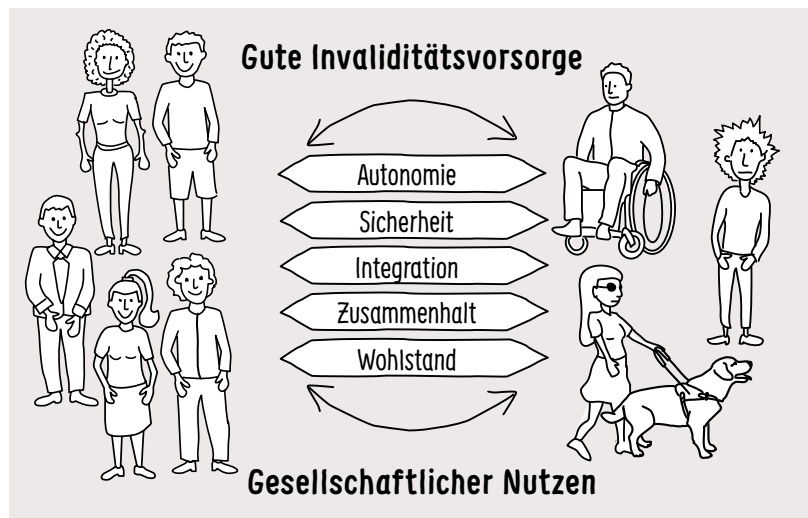 Gute Invaliditätsvorsorge
Autonomie
Sicherheit
Integration
Zusammenhalt
Wohlstand
Gesellschaftlicher Nutzen